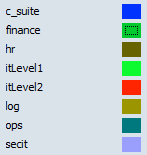 c_suite
finance
hr
itLevel1
itLevel2
log
ops
secit